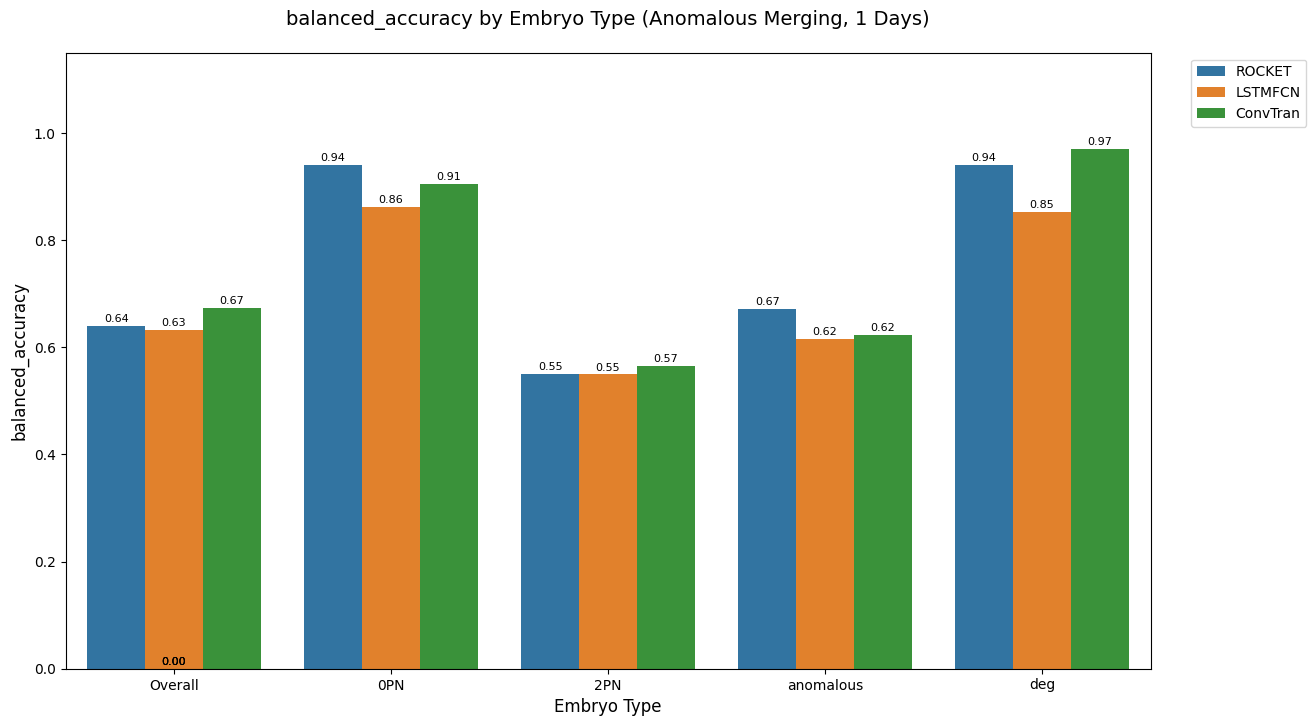 balanced_accuracy by Embryo Type (Anomalous Merging, 1 Days)
ROCKET
LSTMFCN
ConvTran
balanced_accuracy
1.0
0.8
0.6
0.4
0.2
0.0
0.64
0.63
0.67
0.00
0.94
0.86
0.91
0.55
0.55
0.57
0.67
0.62
0.62
0.94
0.85
0.97
Overall
0PN
2PN
anomalous
deg
Embryo Type